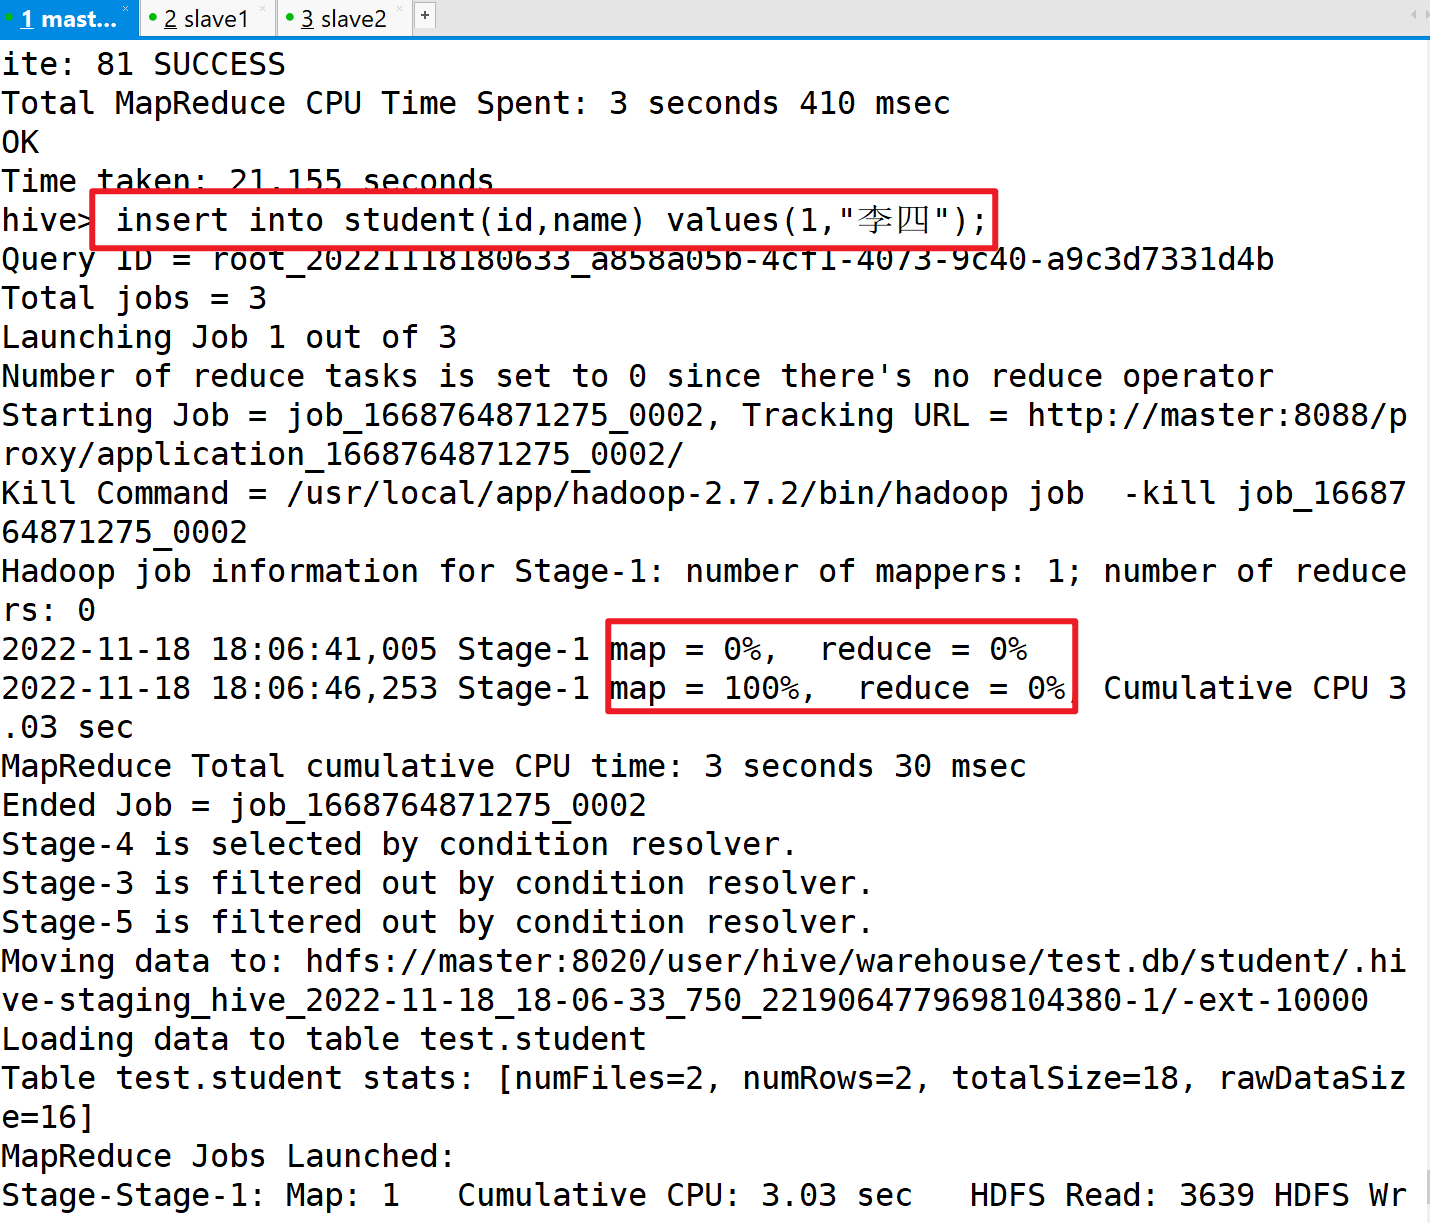 1 mast...
2 slave1
3 slave2
ite: 81 SUCCESS
Total MapReduce CPU Time Spent: 3 seconds 410 msec
OK
Time taken: 21.155 seconds
hive> insert into student(id,name) values(1,"李四");
Query ID = root_20221118180633_a858a05b-4cf1-4073-9c40-a9c3d7331d4b
Total jobs = 3
Launching Job 1 out of 3
Number of reduce tasks is set to 0 since there's no reduce operator
Starting Job = job_1668764871275_0002, Tracking URL = http://master:8088/p
roxy/application_1668764871275_0002/
Kill Command = /usr/local/app/hadoop-2.7.2/bin/hadoop job  -kill job_16687
64871275_0002
Hadoop job information for Stage-1: number of mappers: 1; number of reduce
rs: 0
2022-11-18 18:06:41,005 Stage-1 map = 0%,  reduce = 0%
2022-11-18 18:06:46,253 Stage-1 map = 100%,  reduce = 0%, Cumulative CPU 3
.03 sec
MapReduce Total cumulative CPU time: 3 seconds 30 msec
Ended Job = job_1668764871275_0002
Stage-4 is selected by condition resolver.
Stage-3 is filtered out by condition resolver.
Stage-5 is filtered out by condition resolver.
Moving data to: hdfs://master:8020/user/hive/warehouse/test.db/student/.hi
ve-staging_hive_2022-11-18_18-06-33_750_2219064779698104380-1/-ext-10000
Loading data to table test.student
Table test.student stats: [numFiles=2, numRows=2, totalSize=18, rawDataSiz
e=16]
MapReduce Jobs Launched:
Stage-Stage-1: Map: 1   Cumulative CPU: 3.03 sec   HDFS Read: 3639 HDFS Wr